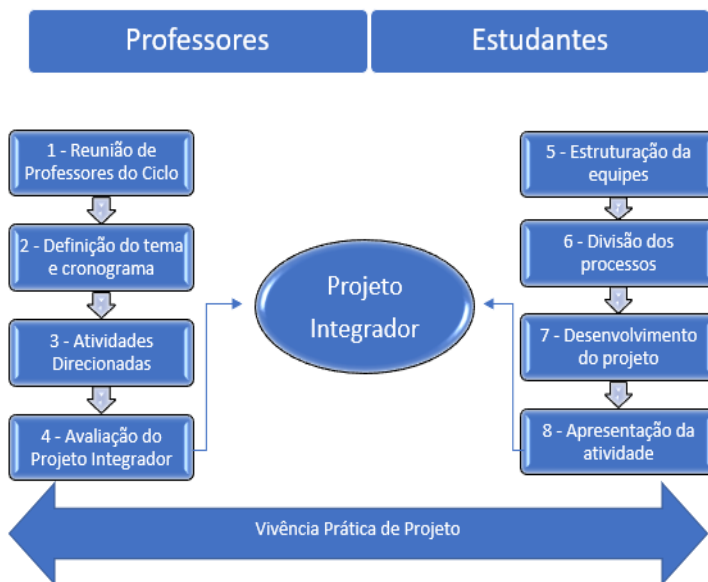 Professores
Estudantes
1 - Reunião de
Professores do Ciclo
2 - Definição do tema
e cronograma
3 - Atividades
Direcionadas
4 - Avaliação do
Projeto Integrador
Projeto
Integrador
5 - Estruturação da
equipes
6 - Divisão dos
processos
7 - Desenvolvimento
do projeto
8 - Apresentação da
atividade
Vivência Prática de Projeto